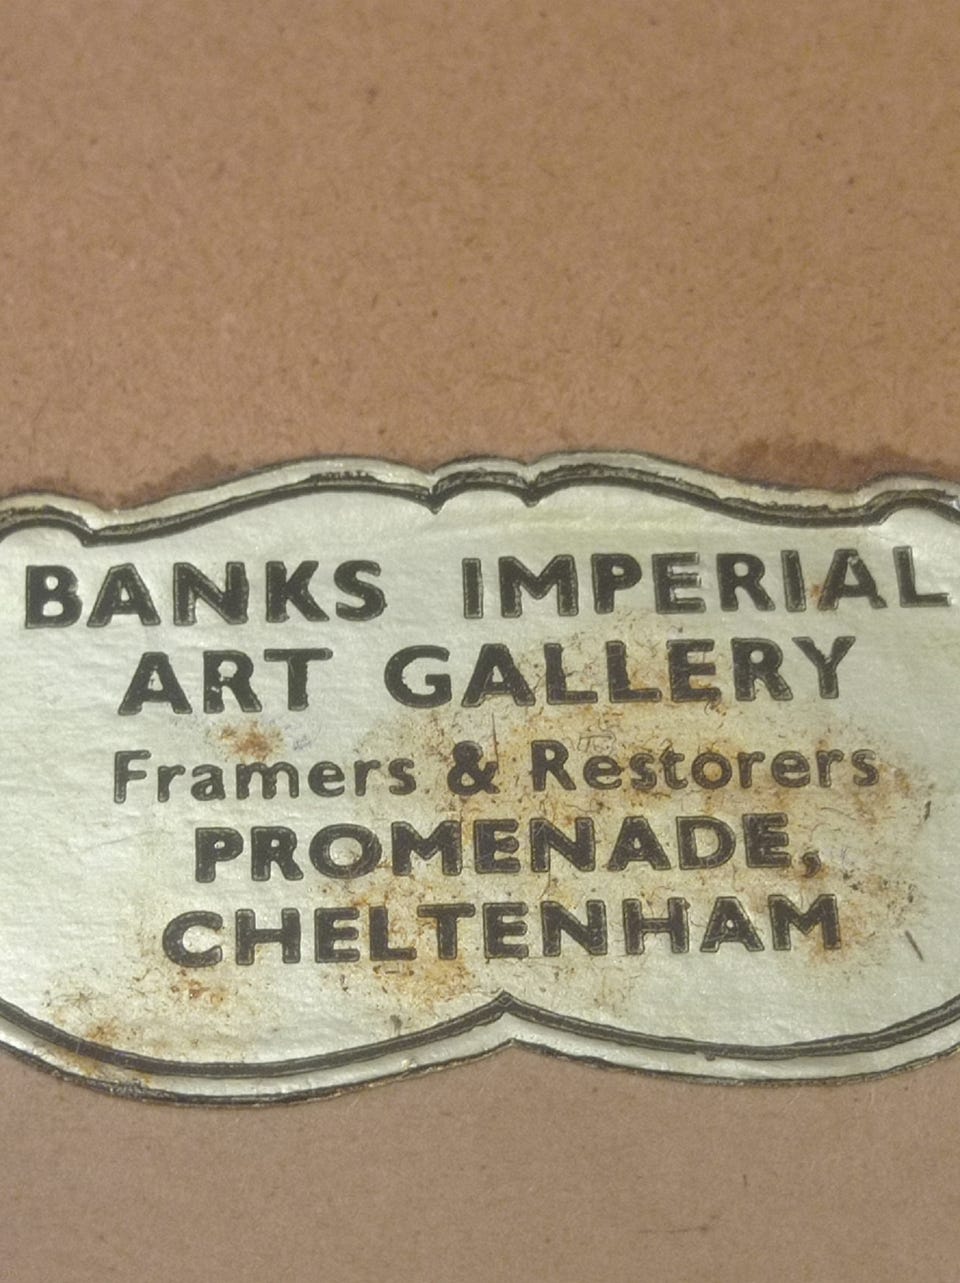 BANKS IMPERIAL
ART GALLERY
Framers & Restorers
PROMENADE,
CHELTENHAM